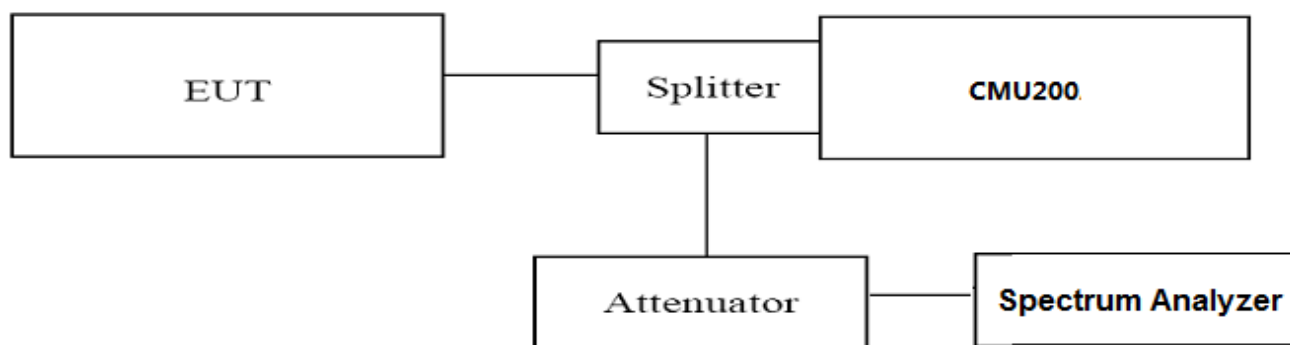 EUT
Splitter
CMU200
Attenuator
Spectrum Analyzer